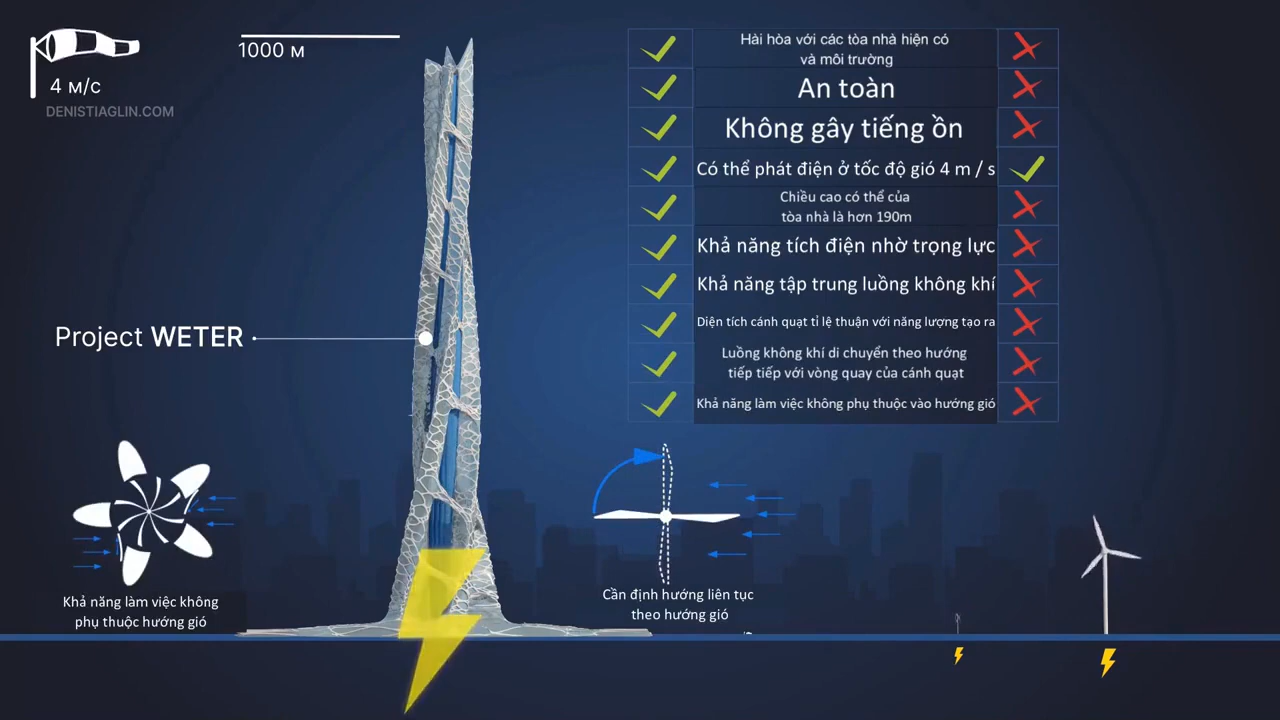 4 м/с
DENISTIAGLIN.COM
1000 м
Project WETER
Hài hòa với các tòa nhà hiện có
và môi trường
An toàn
Không gây tiếng ồn
Có thể phát điện ở tốc độ gió 4 m / s
Chiều cao có thể của
tòa nhà là hơn 190m
Khả năng tích điện nhờ trọng lực
Khả năng tập trung luồng không khí
Diện tích cánh quạt tỉ lệ thuận với năng lượng tạo ra
Luồng không khí di chuyển theo hướng
tiếp tiếp với vòng quay của cánh quạt
Khả năng làm việc không phụ thuộc vào hướng gió
Khả năng làm việc không
phụ thuộc hướng gió
Cần định hướng liên tục
theo hướng gió